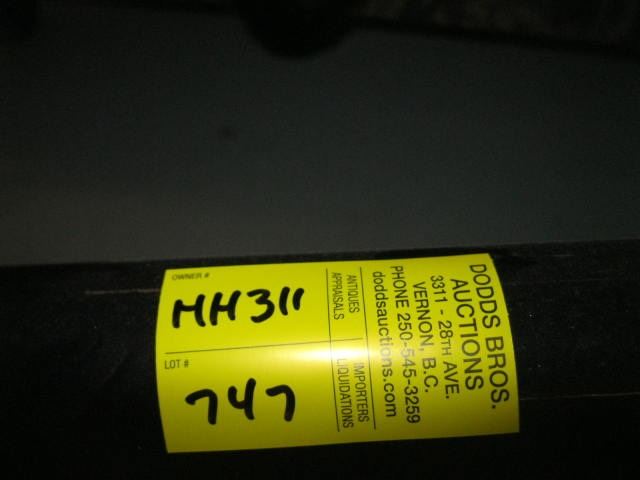 OWNER #
HH311
LOT #
747
ANTIQUES
APPRAISALS
IMPORTERS
LIQUIDATIONS
DODDS BROS.
AUCTIONS
3311 - 28TH AVE.
VERNON, B.C.
PHONE 250-545-3259
doddsauctions.com